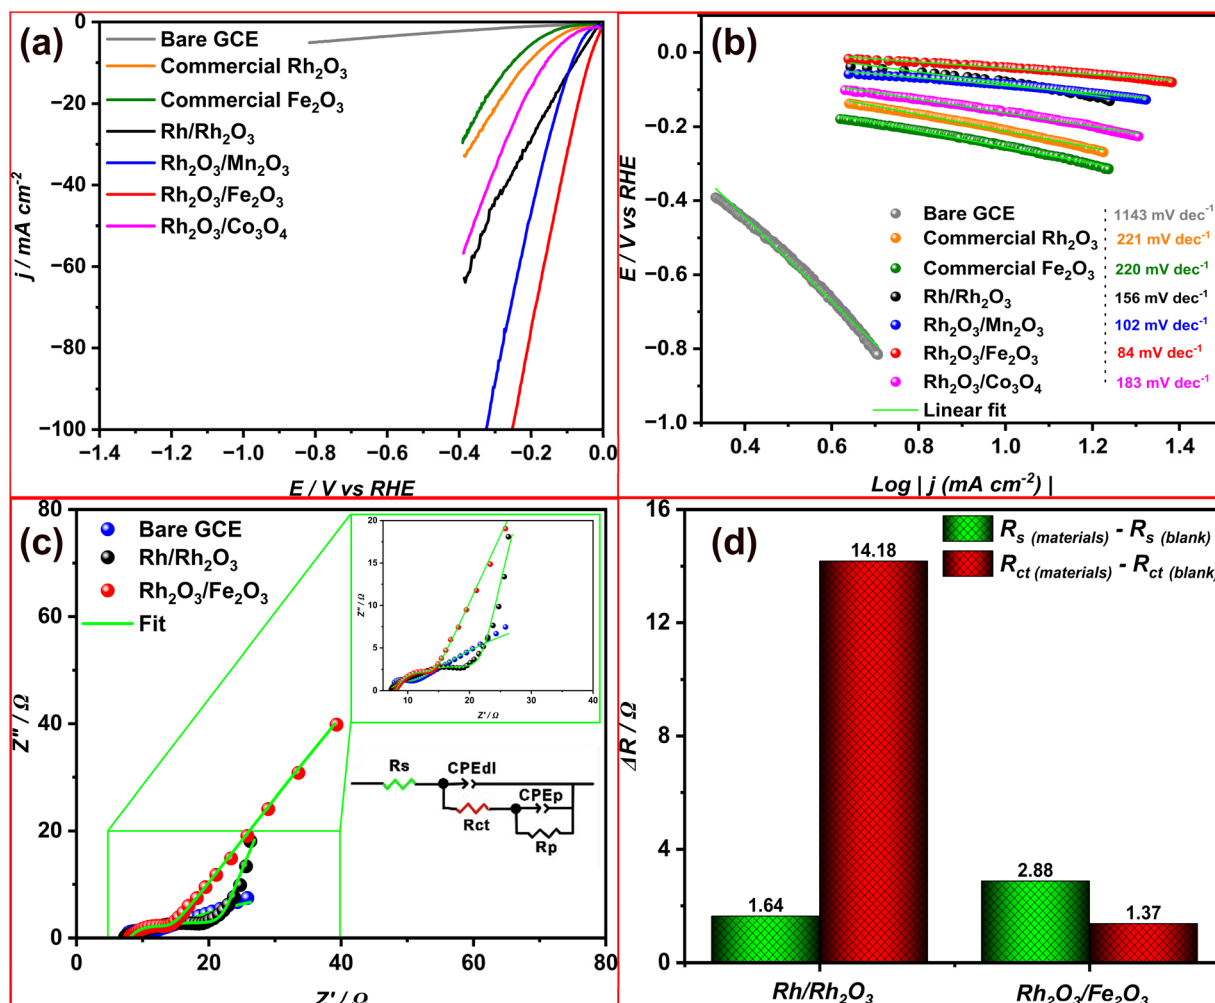 (a)
Bare GCE
Commercial Rh₂O₃
Commercial Fe₂O₃
Rh/Rh₂O₃
Rh₂O₃/Mn₂O₃
Rh₂O₃/Fe₂O₃
Rh₂O₃/Co₃O₄
0
−20
−40
−60
−80
−100
j / mA cm⁻²
−1.4 −1.2 −1.0 −0.8 −0.6 −0.4 −0.2 0.0
E / V vs RHE
(b)
0.0
−0.2
−0.4
−0.6
−0.8
−1.0
E / V vs RHE
Bare GCE 1143 mV dec⁻¹
Commercial Rh₂O₃ 221 mV dec⁻¹
Commercial Fe₂O₃ 220 mV dec⁻¹
Rh/Rh₂O₃ 156 mV dec⁻¹
Rh₂O₃/Mn₂O₃ 102 mV dec⁻¹
Rh₂O₃/Fe₂O₃ 84 mV dec⁻¹
Rh₂O₃/Co₃O₄ 183 mV dec⁻¹
Linear fit
0.4 0.6 0.8 1.0 1.2 1.4
Log | j (mA cm⁻²) |
(c)
Bare GCE
Rh/Rh₂O₃
Rh₂O₃/Fe₂O₃
Fit
80
60
40
20
0
Z'' / Ω
0 20 40 60 80
Z' / Ω
20
15
10
5
0
Z'' / Ω
10 20 30 40
Z' / Ω
Rs
CPEdl
CPEp
Rct
Rp
(d)
Rs (materials) - Rs (blank)
Rct (materials) - Rct (blank)
16
12
8
4
0
ΔR / Ω
14.18
1.64
2.88
1.37
Rh/Rh₂O₃ Rh₂O₃/Fe₂O₃